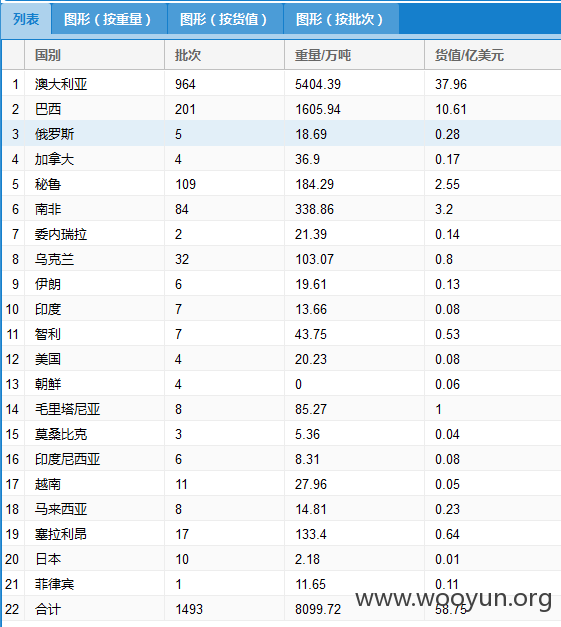 列表 图形（按重量） 图形（按货值） 图形（按批次）
国别 批次 重量/万吨 货值/亿美元
1 澳大利亚 964 5404.39 37.96
2 巴西 201 1605.94 10.61
3 俄罗斯 5 18.69 0.28
4 加拿大 4 36.9 0.17
5 秘鲁 109 184.29 2.55
6 南非 84 338.86 3.2
7 委内瑞拉 2 21.39 0.14
8 乌克兰 32 103.07 0.8
9 伊朗 6 19.61 0.13
10 印度 7 13.66 0.08
11 智利 7 43.75 0.53
12 美国 4 20.23 0.08
13 朝鲜 4 0 0.06
14 毛里塔尼亚 8 85.27 1
15 莫桑比克 3 5.36 0.04
16 印度尼西亚 6 8.31 0.08
17 越南 11 27.96 0.05
18 马来西亚 8 14.81 0.23
19 塞拉利昂 17 133.4 0.64
20 日本 10 2.18 0.01
21 菲律宾 1 11.65 0.11
www.wooyun.org
22 合计 1493 8099.72 58.75